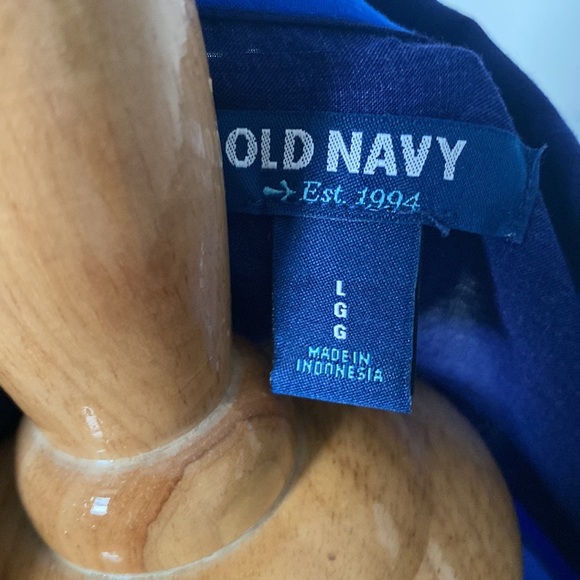 OLD NAVY
Est. 1994
L
G
G
MADE IN
INDONESIA